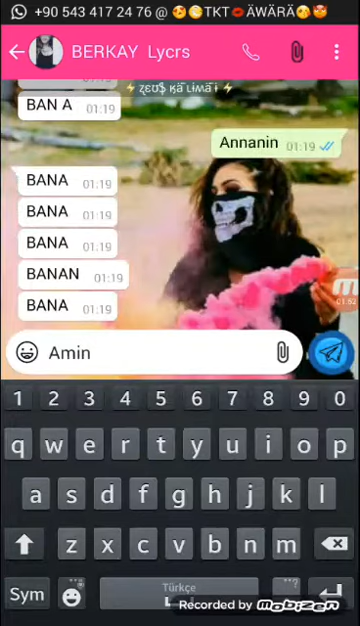 +90 543 417 24 76 @ 😘🌝TKT💋ÄWÄRÄ😙😍
BERKAY Lycrs
01:19
BAN A 01:19
Annanin 01:19
BANA 01:19
BANA 01:19
BANA 01:19
BANAN 01:19
BANA 01:19
Amin
1 2 3 4 5 6 7 8 9 0
q w e r t y u i o p
a s d f g h j k l
z x c v b n m
Sym Türkçe
Recorded by Mobizen